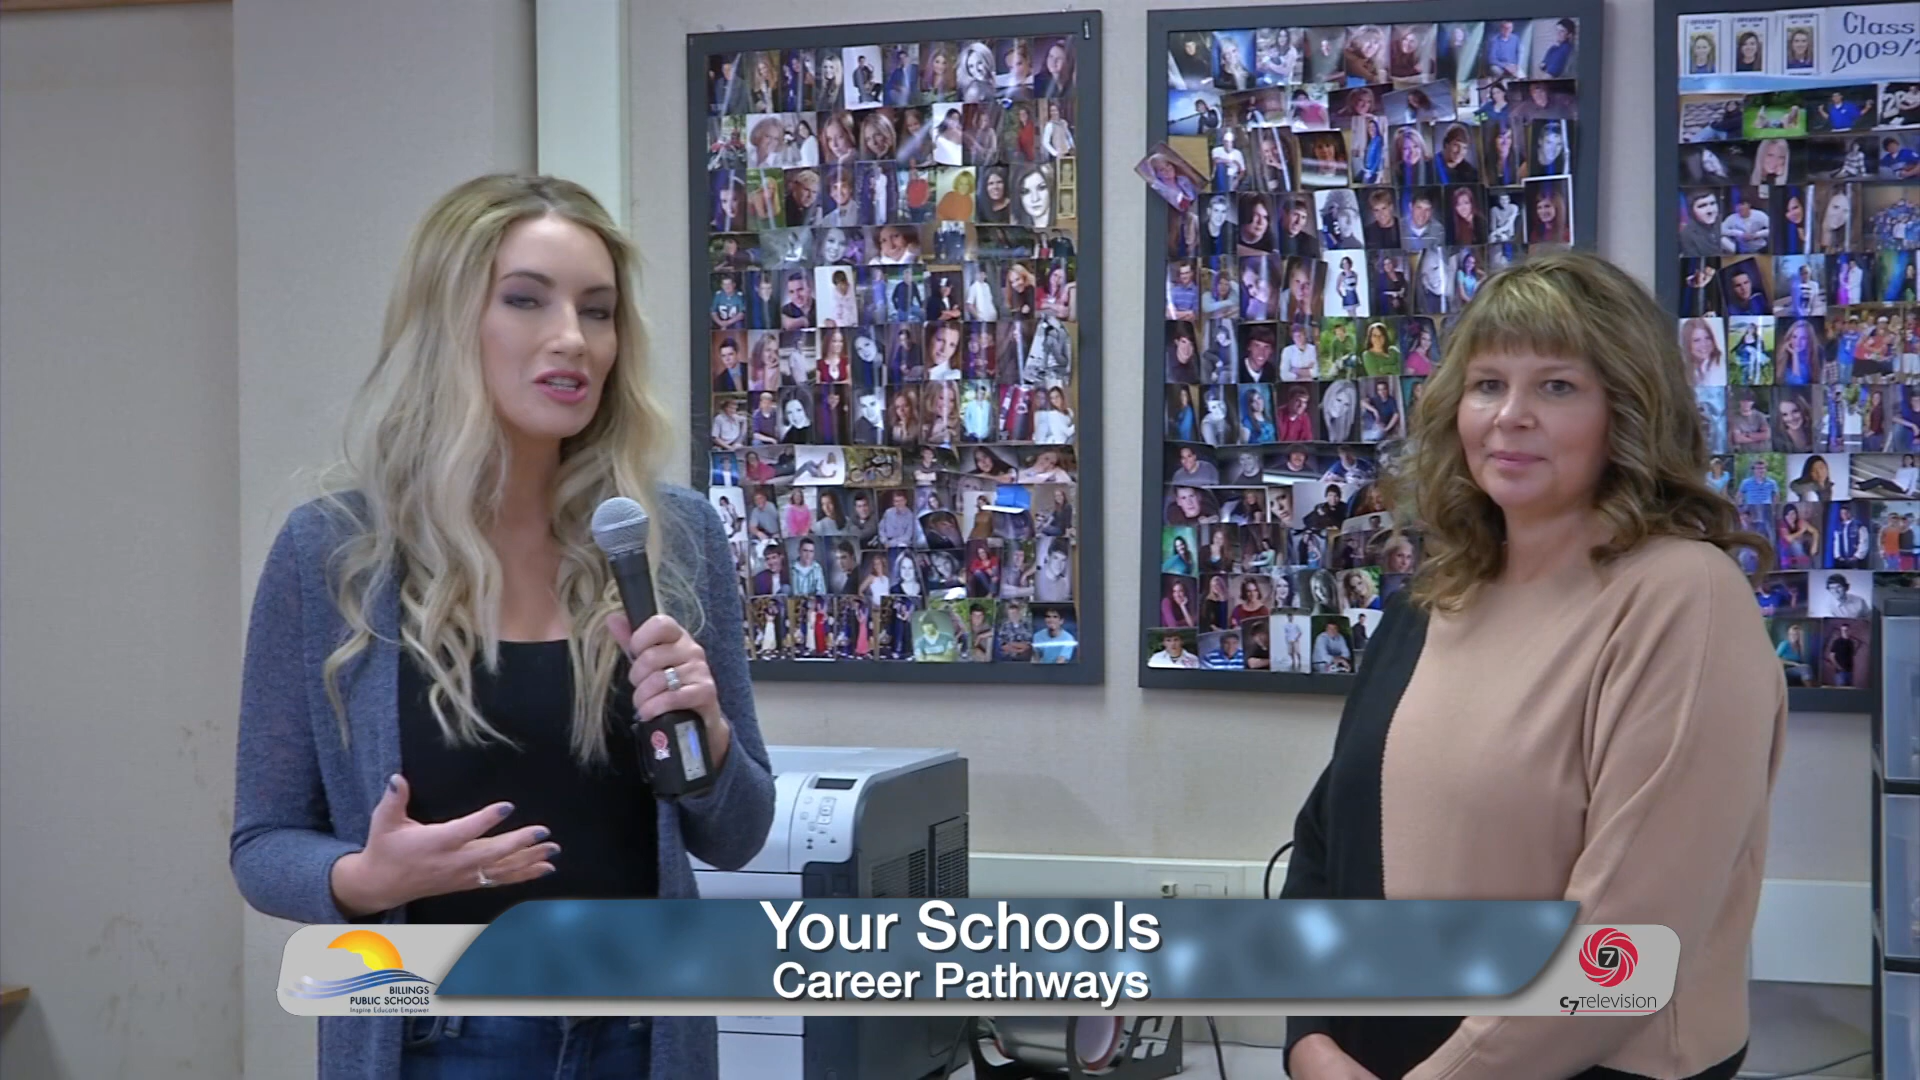 Class
2009/
Your Schools
Career Pathways
BILLINGS
PUBLIC SCHOOLS
Inspire Educate Empower
7
C7TELEVISION